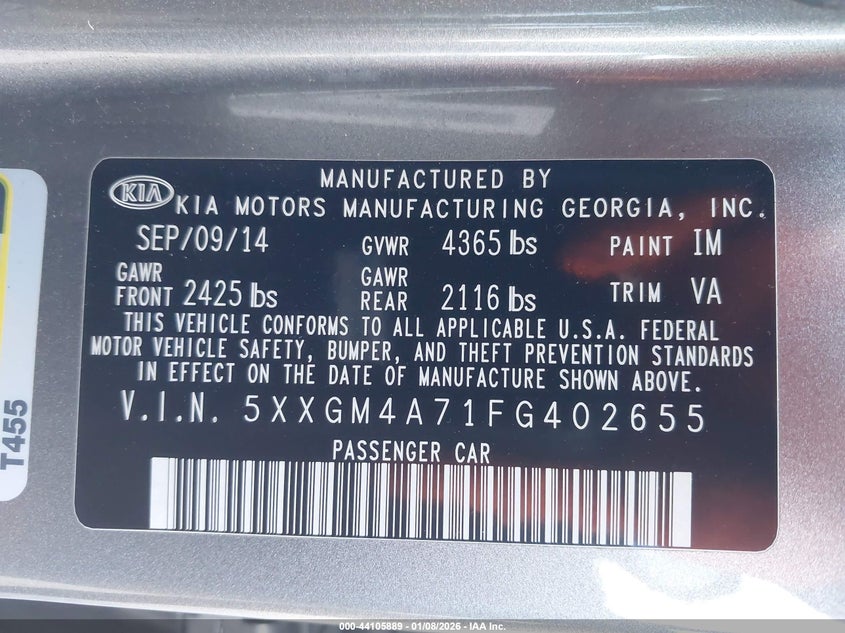 MANUFACTURED BY
KIA KIA MOTORS MANUFACTURING GEORGIA, INC.
SEP/09/14 GVWR 4365 lbs PAINT IM
GAWR FRONT 2425 lbs GAWR REAR 2116 lbs TRIM VA
THIS VEHICLE CONFORMS TO ALL APPLICABLE U.S.A. FEDERAL
MOTOR VEHICLE SAFETY, BUMPER, AND THEFT PREVENTION STANDARDS
IN EFFECT ON THE DATE OF MANUFACTURE SHOWN ABOVE.
V.I.N. 5XXGM4A71FG402655
PASSENGER CAR
T455
000-44105889 - 01/08/2026 - IAA Inc.